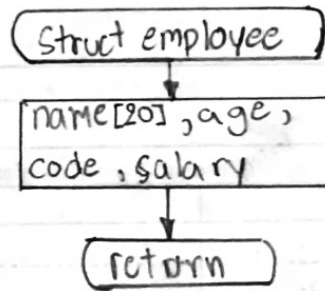 struct employee
name[20], age,
code, salary
return